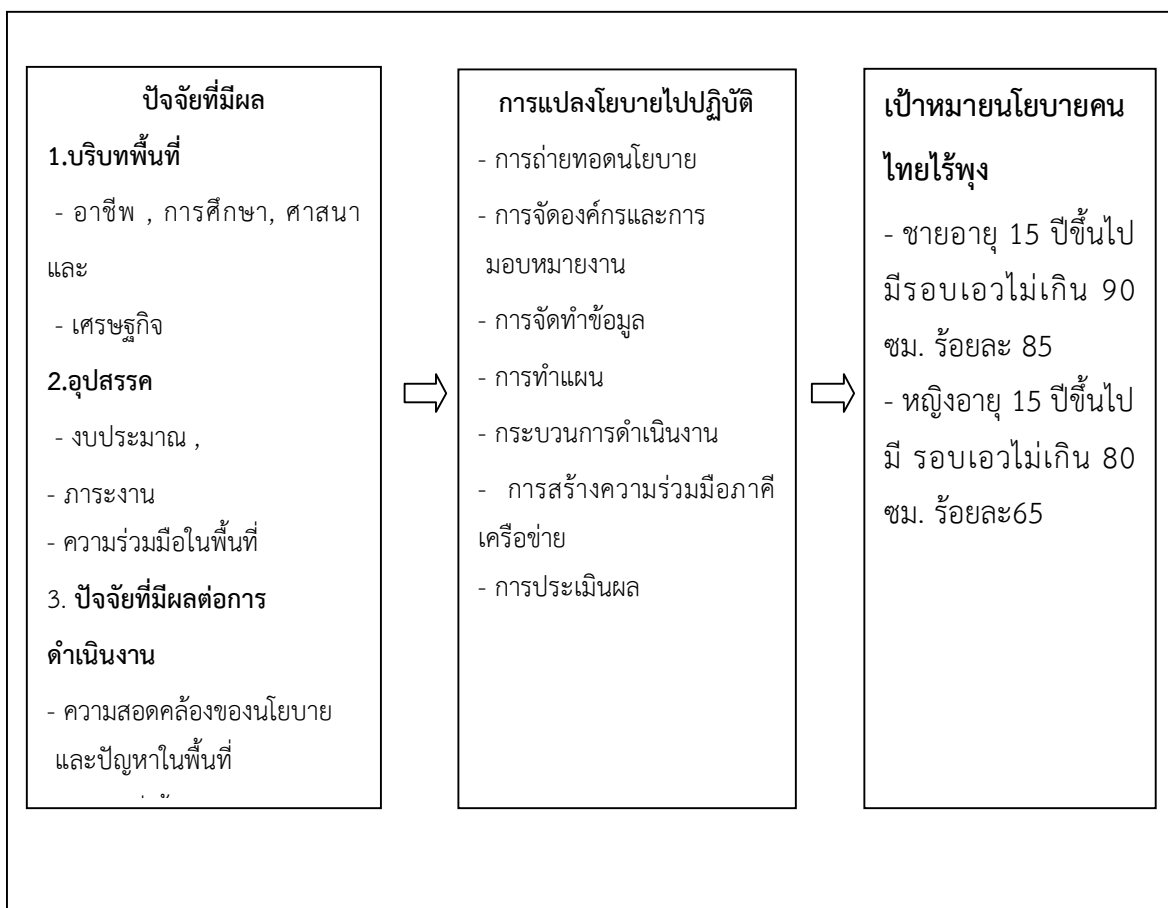 ปัจจัยที่มีผล
1.บริบทพื้นที่
- อาชีพ , การศึกษา, ศาสนา
และ
- เศรษฐกิจ
2.อุปสรรค
- งบประมาณ ,
- ภาระงาน
- ความร่วมมือในพื้นที่
3. ปัจจัยที่มีผลต่อการ
ดำเนินงาน
- ความสอดคล้องของนโยบาย
และปัญหาในพื้นที่
การแปลงโยบายไปปฏิบัติ
- การถ่ายทอดนโยบาย
- การจัดองค์กรและการ
มอบหมายงาน
- การจัดทำข้อมูล
- การทำแผน
- กระบวนการดำเนินงาน
- การสร้างความร่วมมือภาคี
เครือข่าย
- การประเมินผล
เป้าหมายนโยบายคน
ไทยไร้พุง
- ชายอายุ 15 ปีขึ้นไป
มีรอบเอวไม่เกิน 90
ซม. ร้อยละ 85
- หญิงอายุ 15 ปีขึ้นไป
มี รอบเอวไม่เกิน 80
ซม. ร้อยละ65